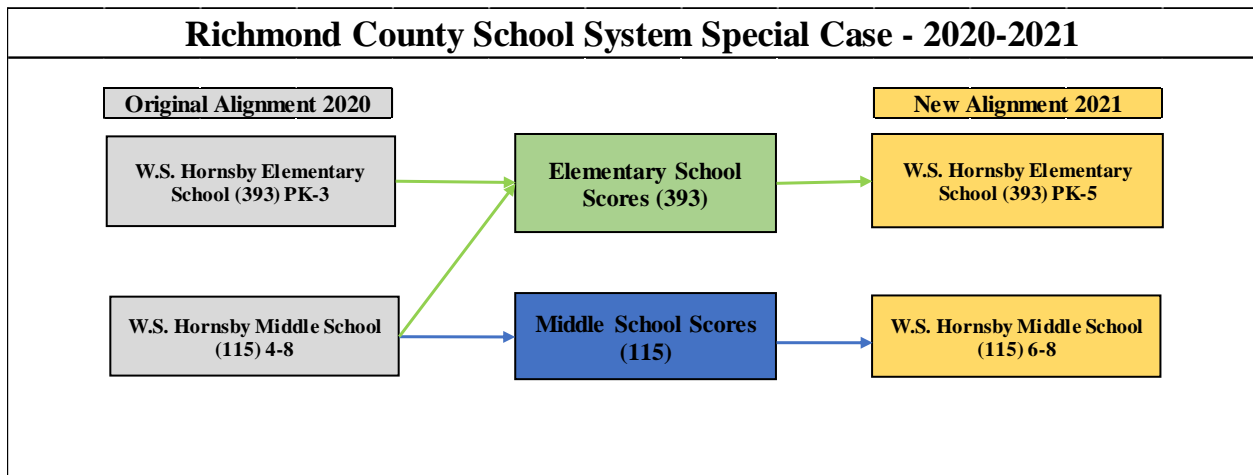 Richmond County School System Special Case - 2020-2021
Original Alignment 2020
New Alignment 2021
W.S. Hornsby Elementary
School (393) PK-3
Elementary School
Scores (393)
W.S. Hornsby Elementary
School (393) PK-5
W.S. Hornsby Middle School
(115) 4-8
Middle School Scores
(115)
W.S. Hornsby Middle School
(115) 6-8